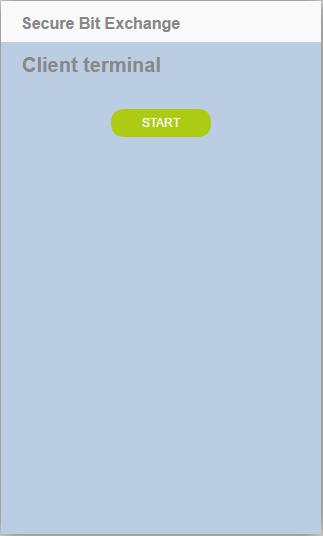 Secure Bit Exchange
Client terminal
START